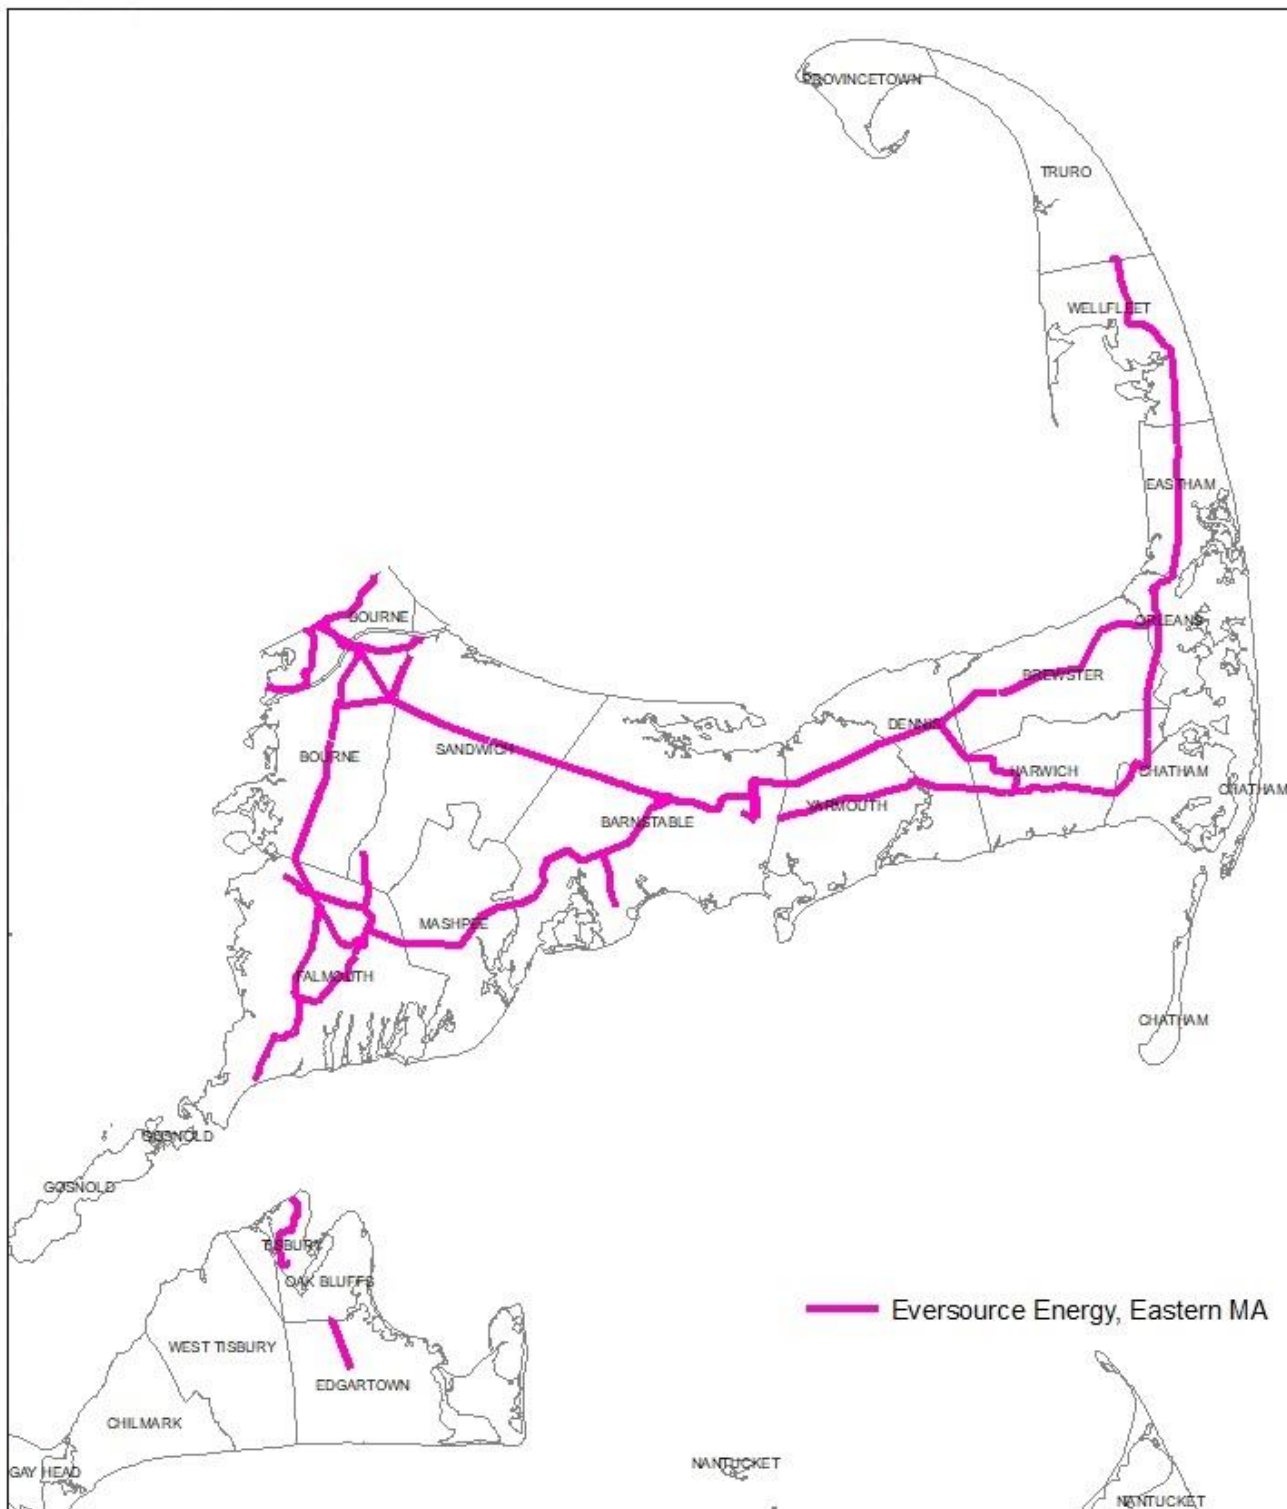 PROVINCETOWN
TRURO
WELLFLEET
EASTHAM
BOURNE
ORLEANS
BREWSTER
DENNIS
SANDWICH
BOURNE
HARWICH
CHATHAM
CHATHAM
YARMOUTH
BARNSTABLE
MASHPEE
FALMOUTH
CHATHAM
GOSNOLD
GOSNOLD
TISBURY
OAK BLUFFS
Eversource Energy, Eastern MA
WEST TISBURY
EDGARTOWN
CHILMARK
NANTUCKET
GAY HEAD
NANTUCKET